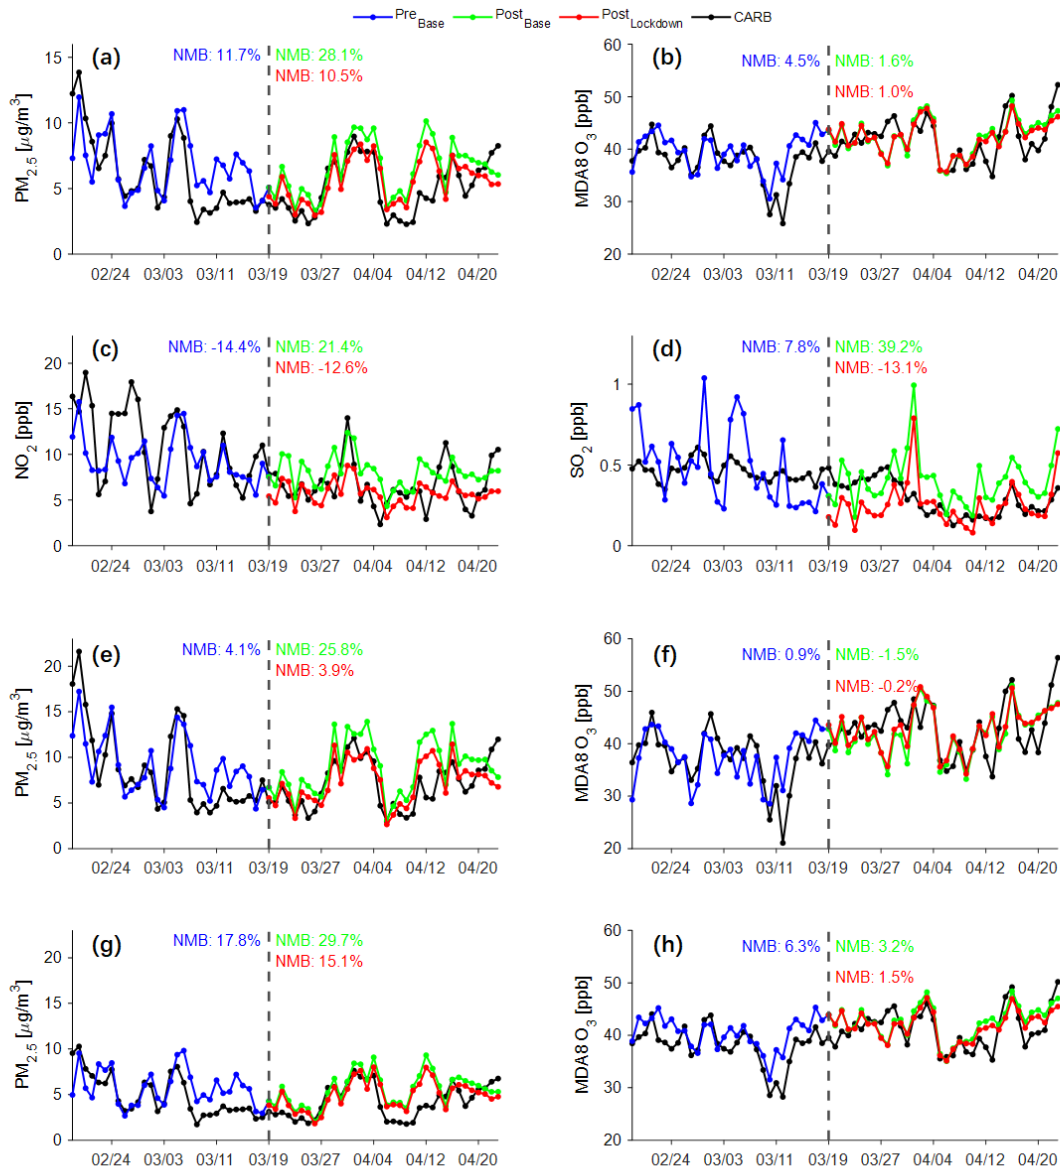 Pre_Base Post_Base Post_Lockdown CARB
(a)
NMB: 11.7%
NMB: 28.1%
NMB: 10.5%
PM2.5 [μg/m3]
15
10
5
0
02/24 03/03 03/11 03/19 03/27 04/04 04/12 04/20
(b)
NMB: 4.5%
NMB: 1.6%
NMB: 1.0%
MDA8 O3 [ppb]
60
50
40
30
20
02/24 03/03 03/11 03/19 03/27 04/04 04/12 04/20
(c)
NMB: -14.4%
NMB: 21.4%
NMB: -12.6%
NO2 [ppb]
20
15
10
5
0
02/24 03/03 03/11 03/19 03/27 04/04 04/12 04/20
(d)
NMB: 7.8%
NMB: 39.2%
NMB: -13.1%
SO2 [ppb]
1
0.5
0
02/24 03/03 03/11 03/19 03/27 04/04 04/12 04/20
(e)
NMB: 4.1%
NMB: 25.8%
NMB: 3.9%
PM2.5 [μg/m3]
20
15
10
5
0
02/24 03/03 03/11 03/19 03/27 04/04 04/12 04/20
(f)
NMB: 0.9%
NMB: -1.5%
NMB: -0.2%
MDA8 O3 [ppb]
60
50
40
30
20
02/24 03/03 03/11 03/19 03/27 04/04 04/12 04/20
(g)
NMB: 17.8%
NMB: 29.7%
NMB: 15.1%
PM2.5 [μg/m3]
20
15
10
5
0
02/24 03/03 03/11 03/19 03/27 04/04 04/12 04/20
(h)
NMB: 6.3%
NMB: 3.2%
NMB: 1.5%
MDA8 O3 [ppb]
60
50
40
30
20
02/24 03/03 03/11 03/19 03/27 04/04 04/12 04/20